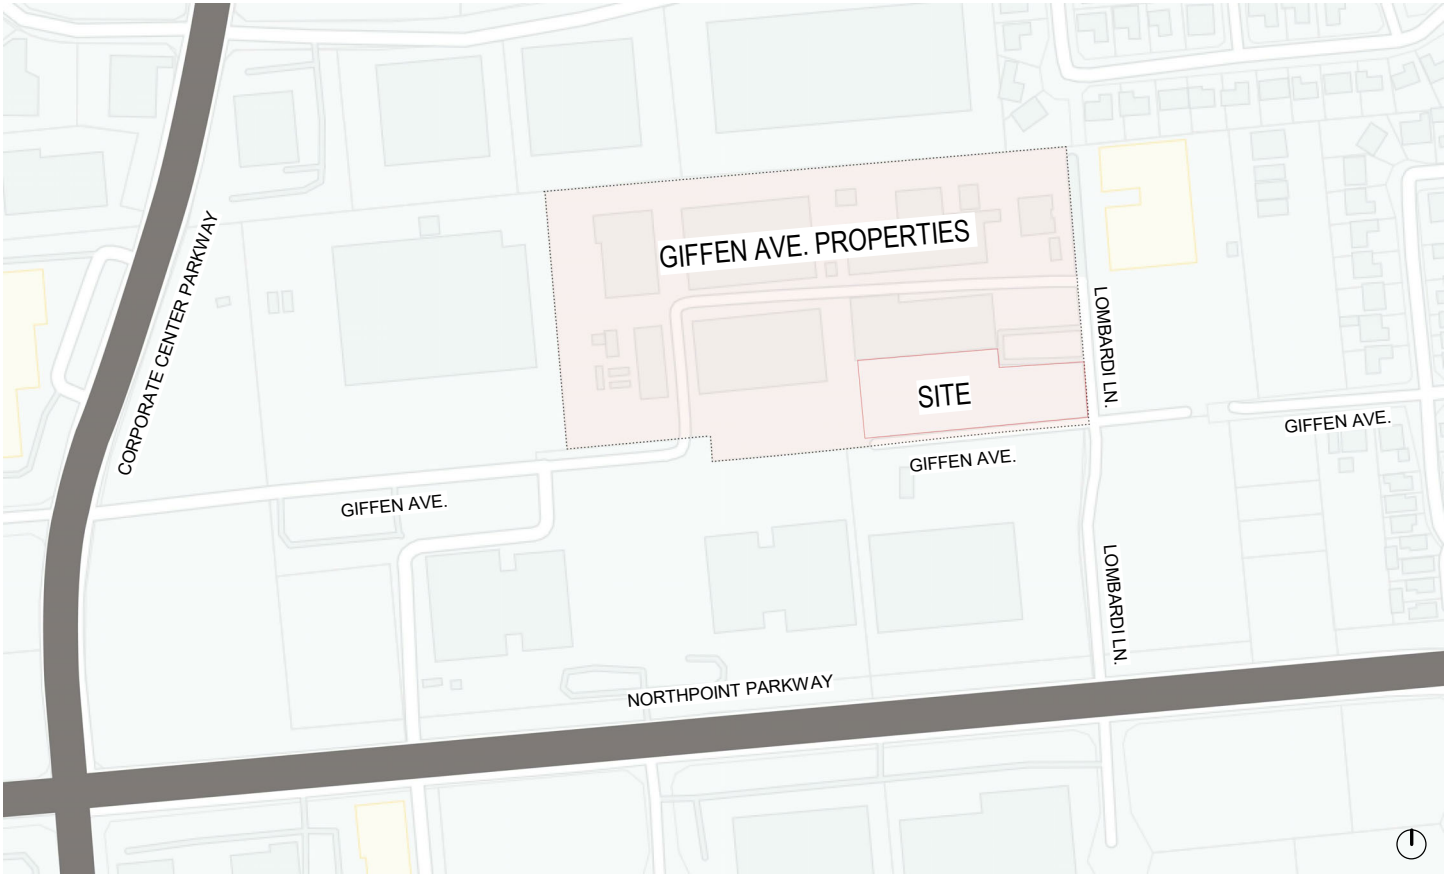 GIFFEN AVE. PROPERTIES
CORPORATE CENTER PARKWAY
LOMBARDI LN.
SITE
GIFFEN AVE.
GIFFEN AVE.
GIFFEN AVE.
LOMBARDI LN.
NORTHPOINT PARKWAY